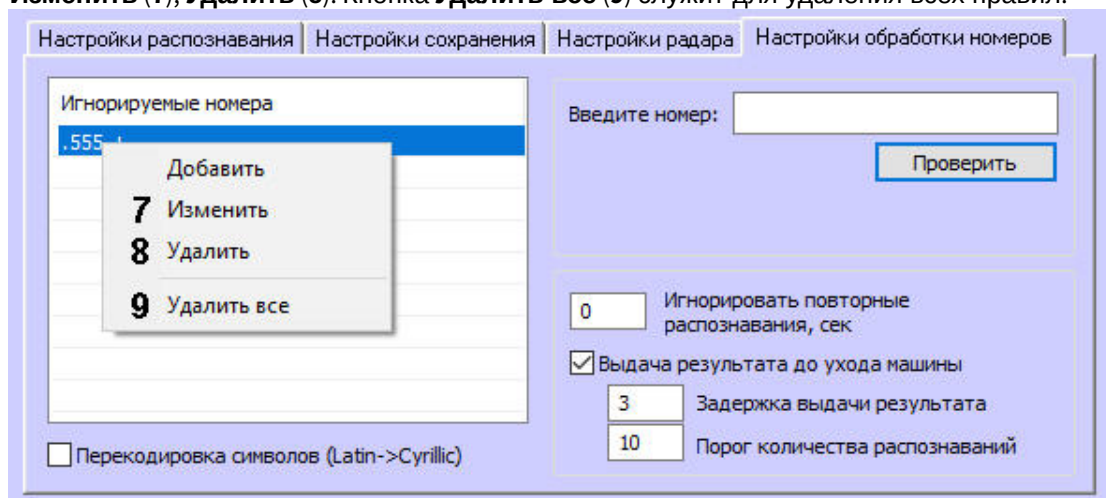 Изменить (7), Удалить (8). Кнопка Удалить все (9) служит для удаления всех правил.
Настройки распознавания Настройки сохранения Настройки радара Настройки обработки номеров
Игнорируемые номера
.555
Добавить
7 Изменить
8 Удалить
9 Удалить все
Перекодировка символов (Latin->Cyrillic)
Введите номер:
Проверить
0 Игнорировать повторные
распознавания, сек
Выдача результата до ухода машины
3 Задержка выдачи результата
10 Порог количества распознаваний